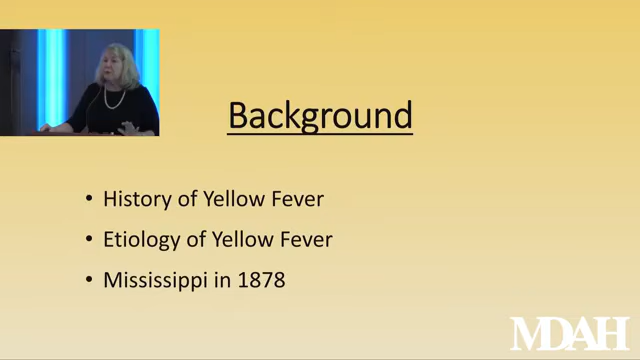 Background
• History of Yellow Fever
• Etiology of Yellow Fever
• Mississippi in 1878
MDAH